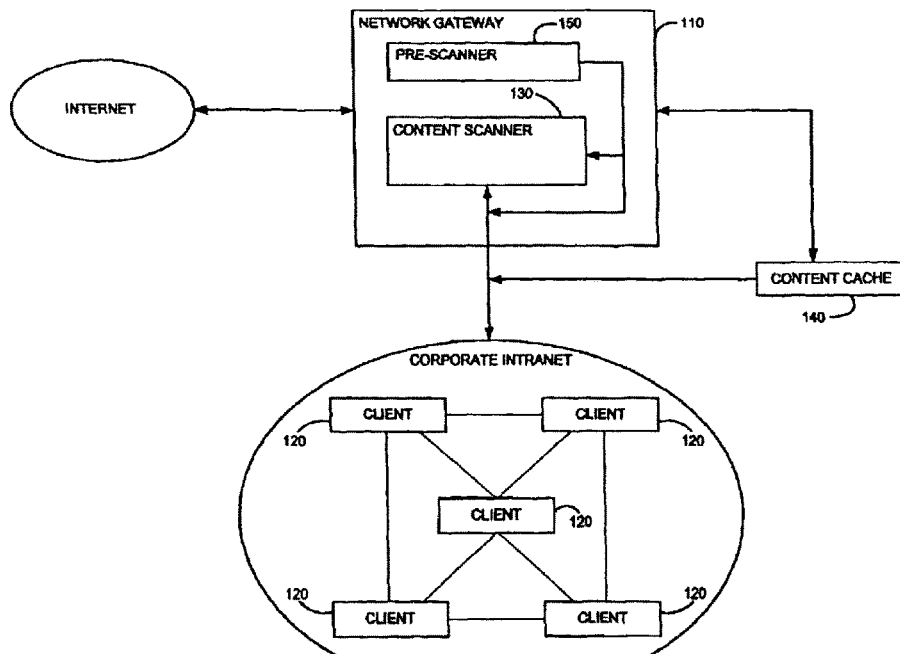 NETWORK GATEWAY
150
110
PRE-SCANNER
INTERNET
130
CONTENT SCANNER
CONTENT CACHE
140
CORPORATE INTRANET
CLIENT
CLIENT
120
120
CLIENT
120
120
120
CLIENT
CLIENT